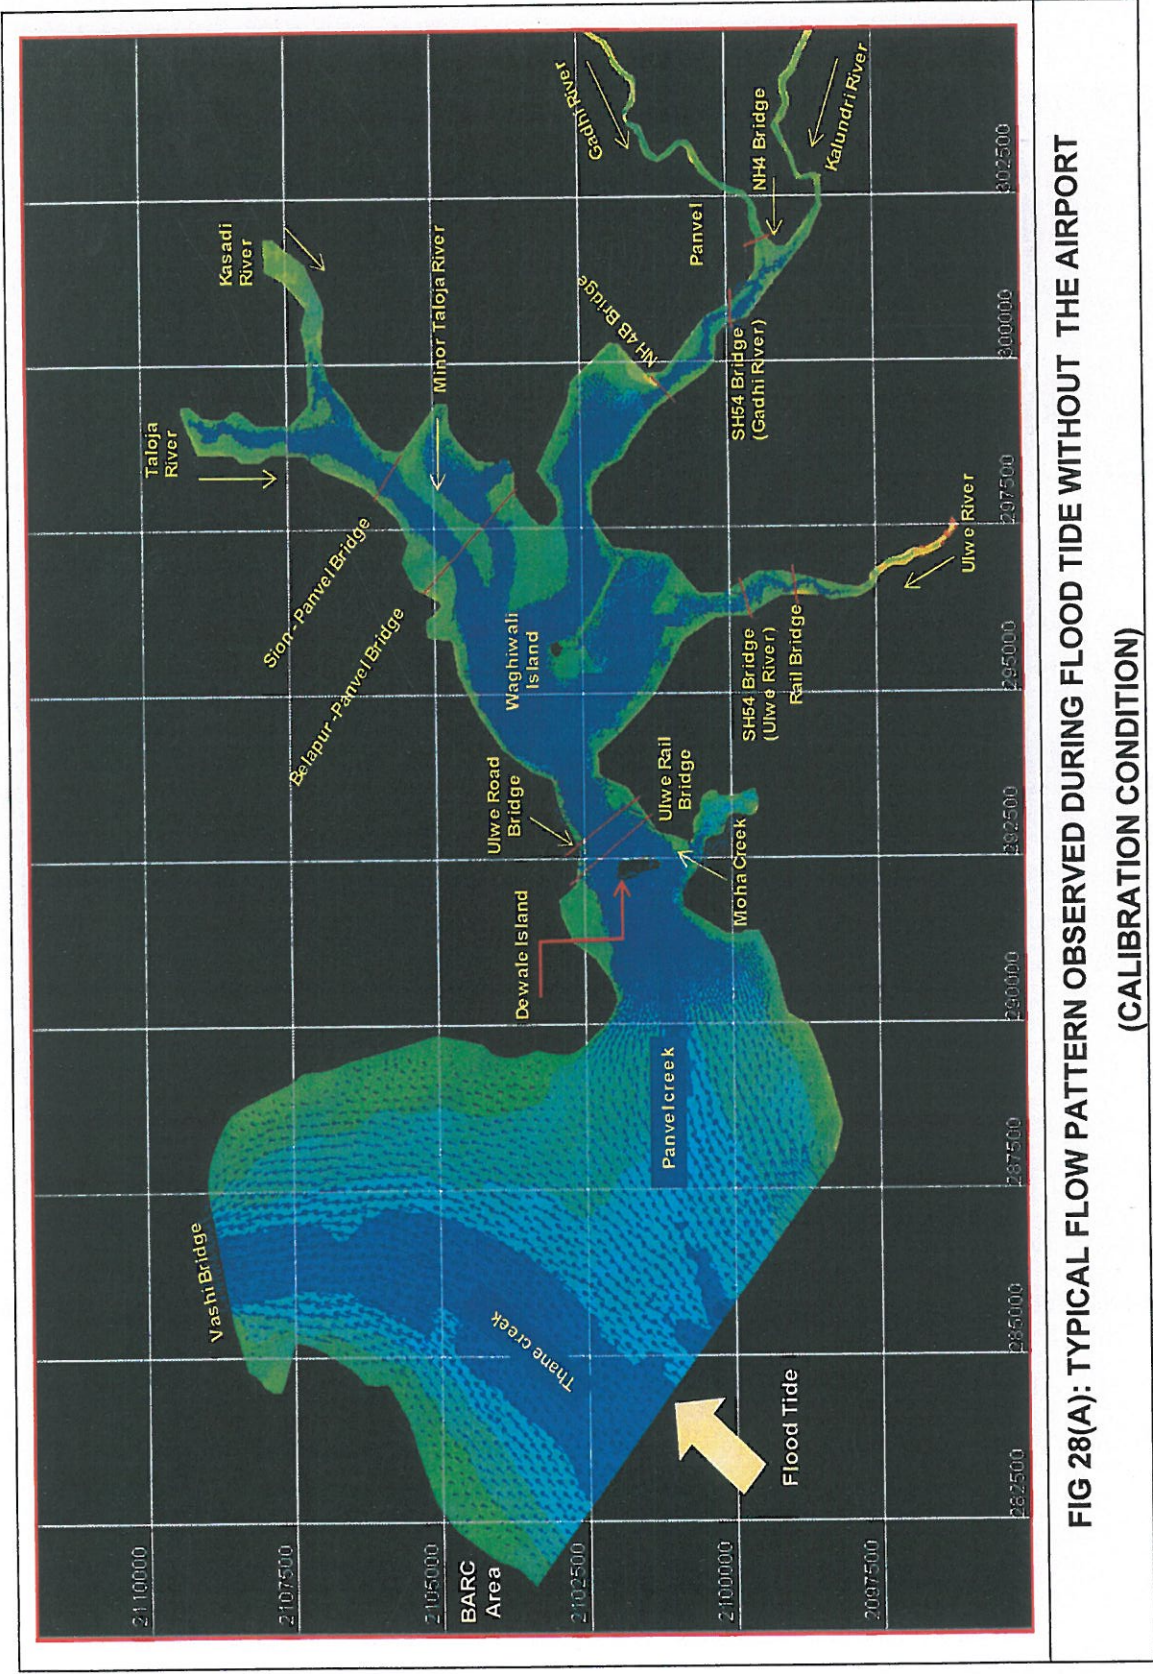 2110000
2107500
2105000
2102500
2100000
2097500
282500
285000
287500
290000
292500
295000
297500
300000
302500
BARC
Area
Vashi Bridge
Thane creek
Flood Tide
Panvelcreek
Dewale Island
Ulwe Road
Bridge
Ulwe Rail
Bridge
Moha Creek
Belapur-Panvel Bridge
Sion-Panvel Bridge
Waghiwali
Island
SH54 Bridge
(Ulwe River)
Rail Bridge
Ulwe River
Taloja
River
Kasadi
River
Minor Taloja River
NH 4B Bridge
SH54 Bridge
(Gadhi River)
Panvel
NH4 Bridge
Gadhi River
Kalundri River
FIG 28(A): TYPICAL FLOW PATTERN OBSERVED DURING FLOOD TIDE WITHOUT THE AIRPORT
(CALIBRATION CONDITION)